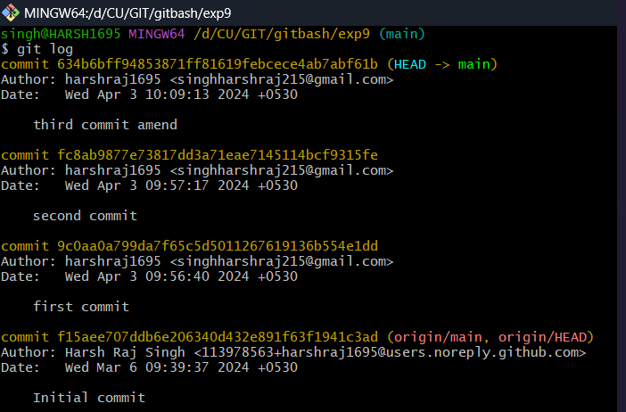 MINGW64:/d/CU/GIT/gitbash/exp9
singh@HARSH1695 MINGW64 /d/CU/GIT/gitbash/exp9 (main)
$ git log
commit 634b6bff94853871ff81619febcece4ab7abf61b (HEAD -> main)
Author: harshraj1695 <singhharshraj215@gmail.com>
Date:   Wed Apr 3 10:09:13 2024 +0530
    third commit amend
commit fc8ab9877e73817dd3a71eae7145114bcf9315fe
Author: harshraj1695 <singhharshraj215@gmail.com>
Date:   Wed Apr 3 09:57:17 2024 +0530
    second commit
commit 9c0aa0a799da7f65c5d5011267619136b554e1dd
Author: harshraj1695 <singhharshraj215@gmail.com>
Date:   Wed Apr 3 09:56:40 2024 +0530
    first commit
commit f15aee707ddb6e206340d432e891f63f1941c3ad (origin/main, origin/HEAD)
Author: Harsh Raj Singh <113978563+harshraj1695@users.noreply.github.com>
Date:   Wed Mar 6 09:39:37 2024 +0530
    Initial commit